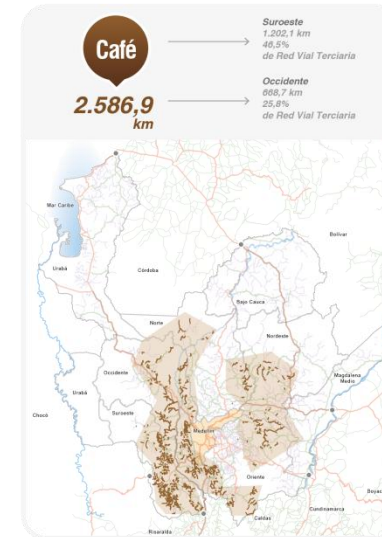 Café
2.586,9
km
Suroeste
1.202,1 km
46,5%
de Red Vial Terciaria
Occidente
668,7 km
25,8%
de Red Vial Terciaria
Mar Caribe
Bolívar
Urabá
Córdoba
Bajo Cauca
Norte
Nordeste
Occidente
Magdalena
Medio
Urabá
Suroeste
Chocó
Medellín
Oriente
Boyacá
Cundinamarca
Caldas
Risaralda